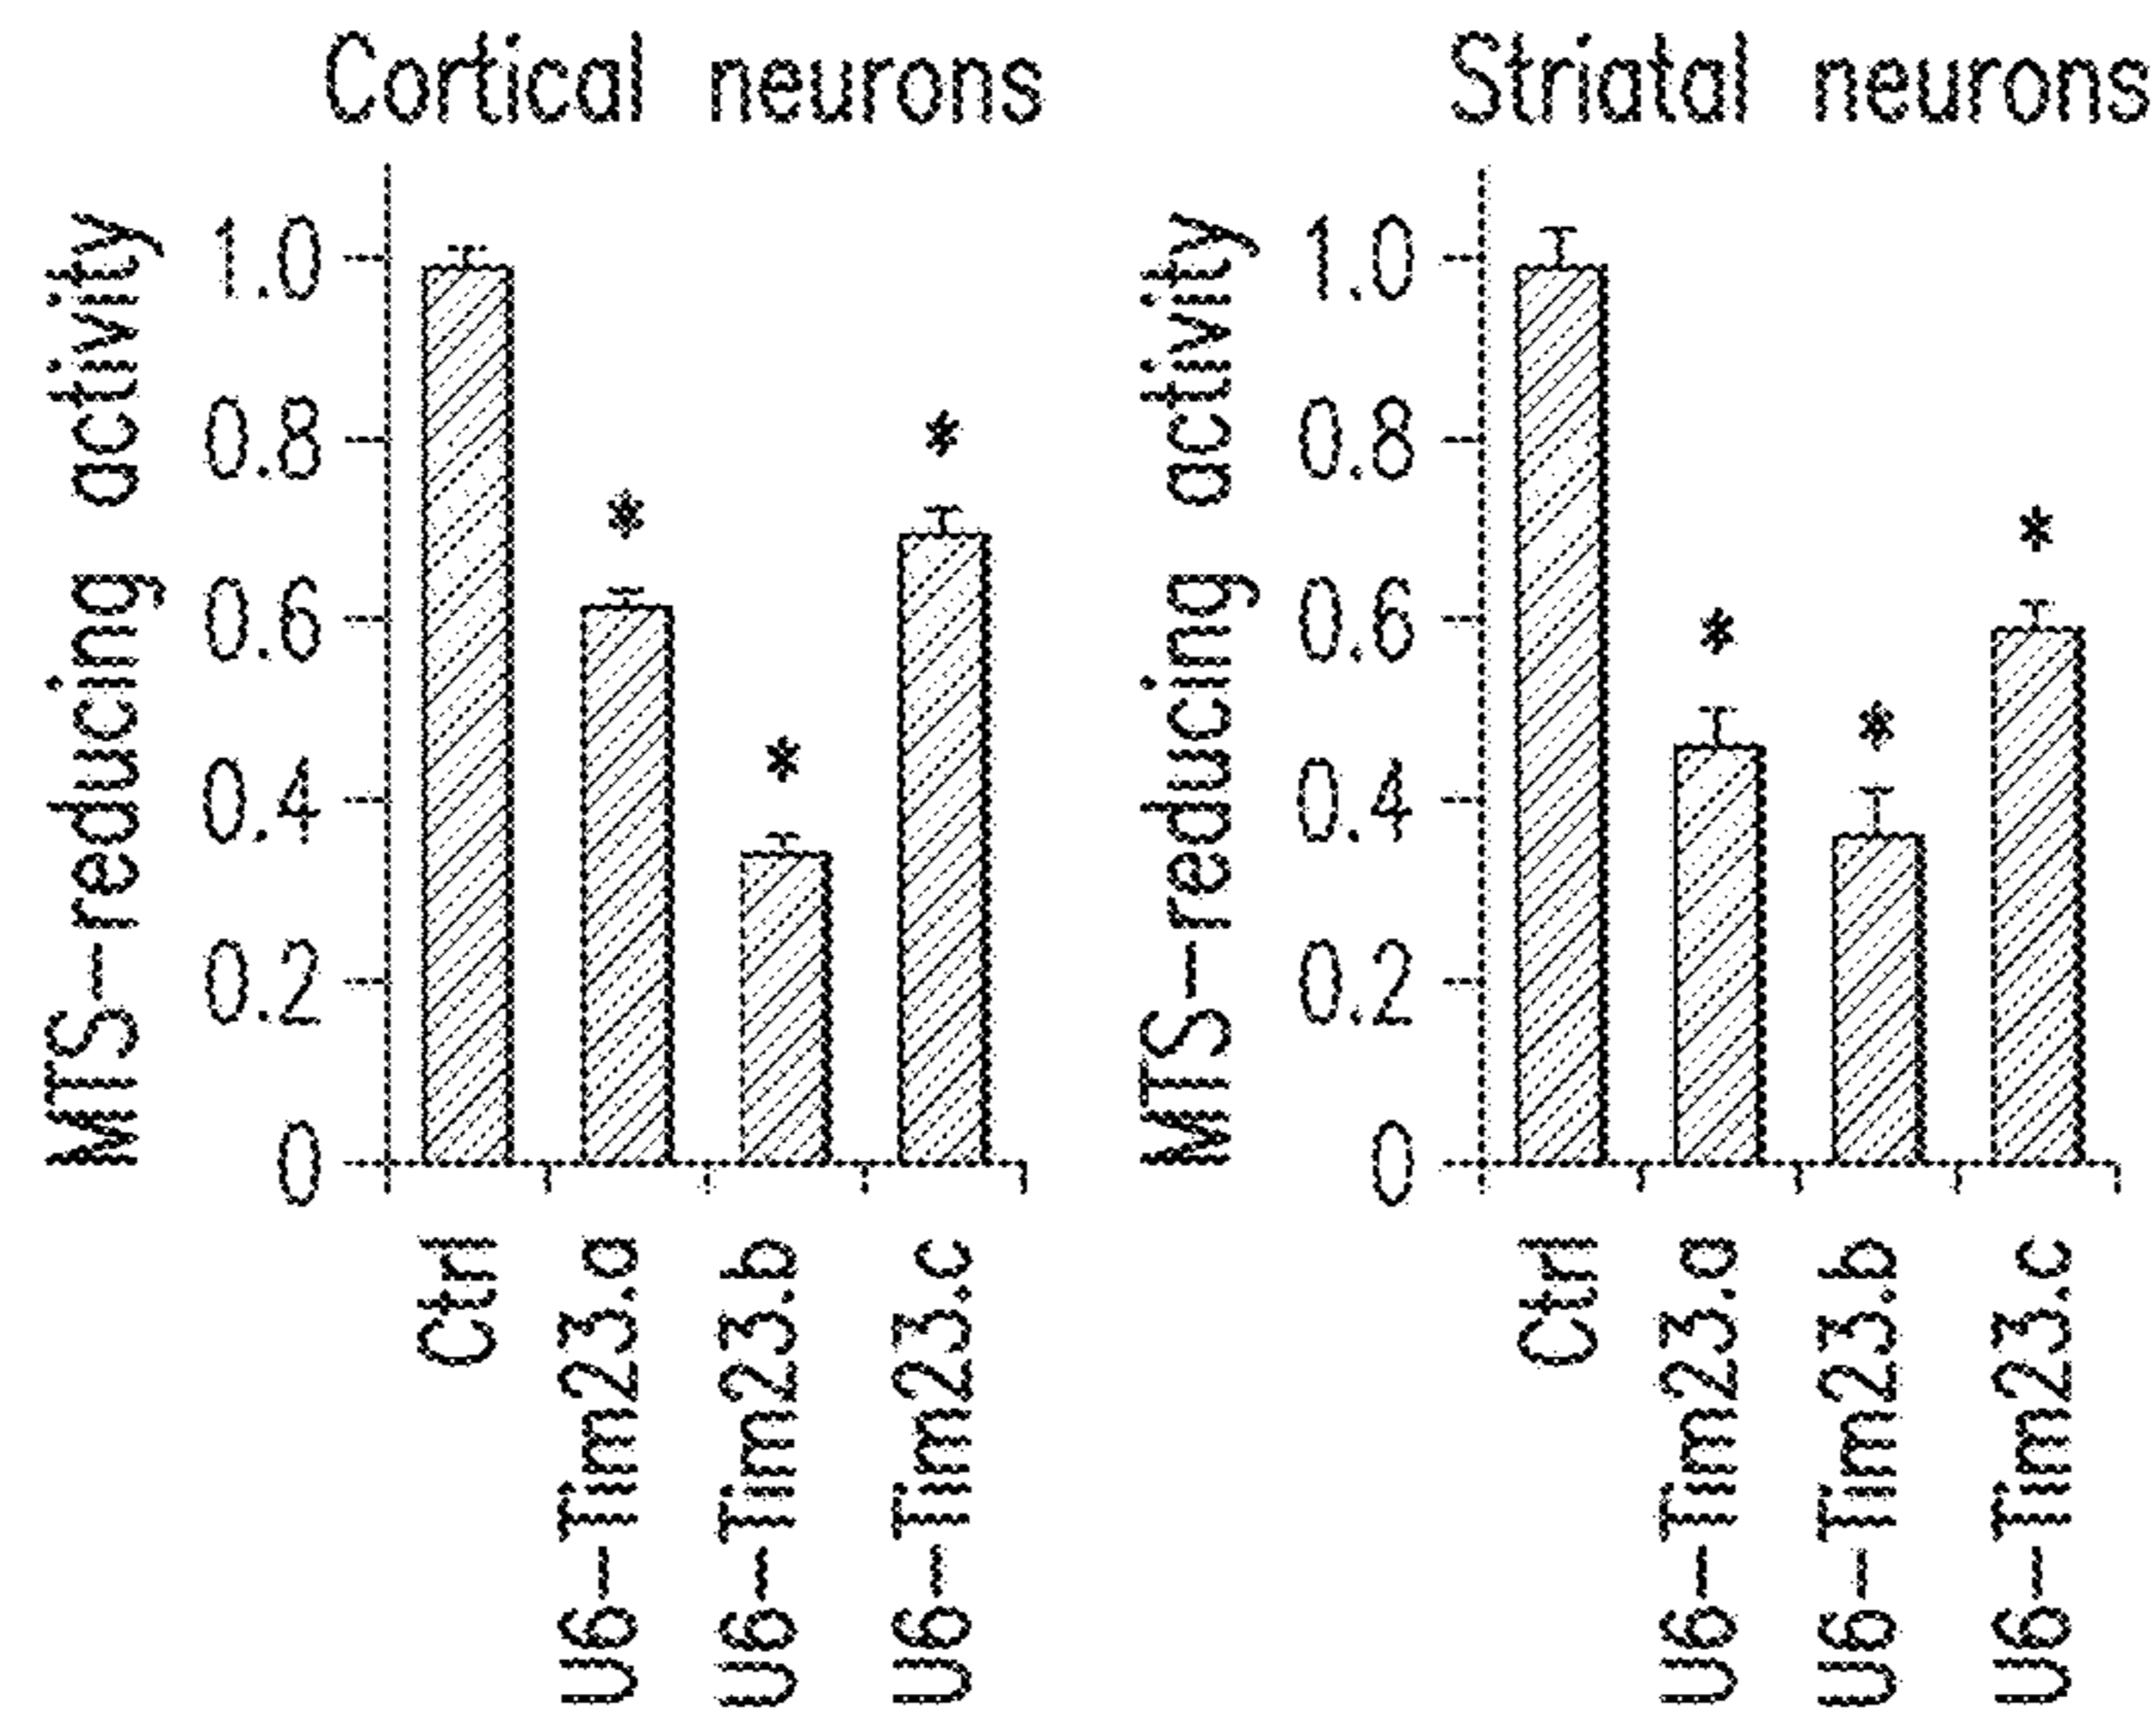 Cortical neurons
MTS-reducing activity
1.0
0.8
0.6
0.4
0.2
0
*
*
*
Ctrl
U6-Tim23.a
U6-Tim23.b
U6-Tim23.c
Striatal neurons
MTS-reducing activity
1.0
0.8
0.6
0.4
0.2
0
*
*
*
Ctrl
U6-Tim23.a
U6-Tim23.b
U6-Tim23.c